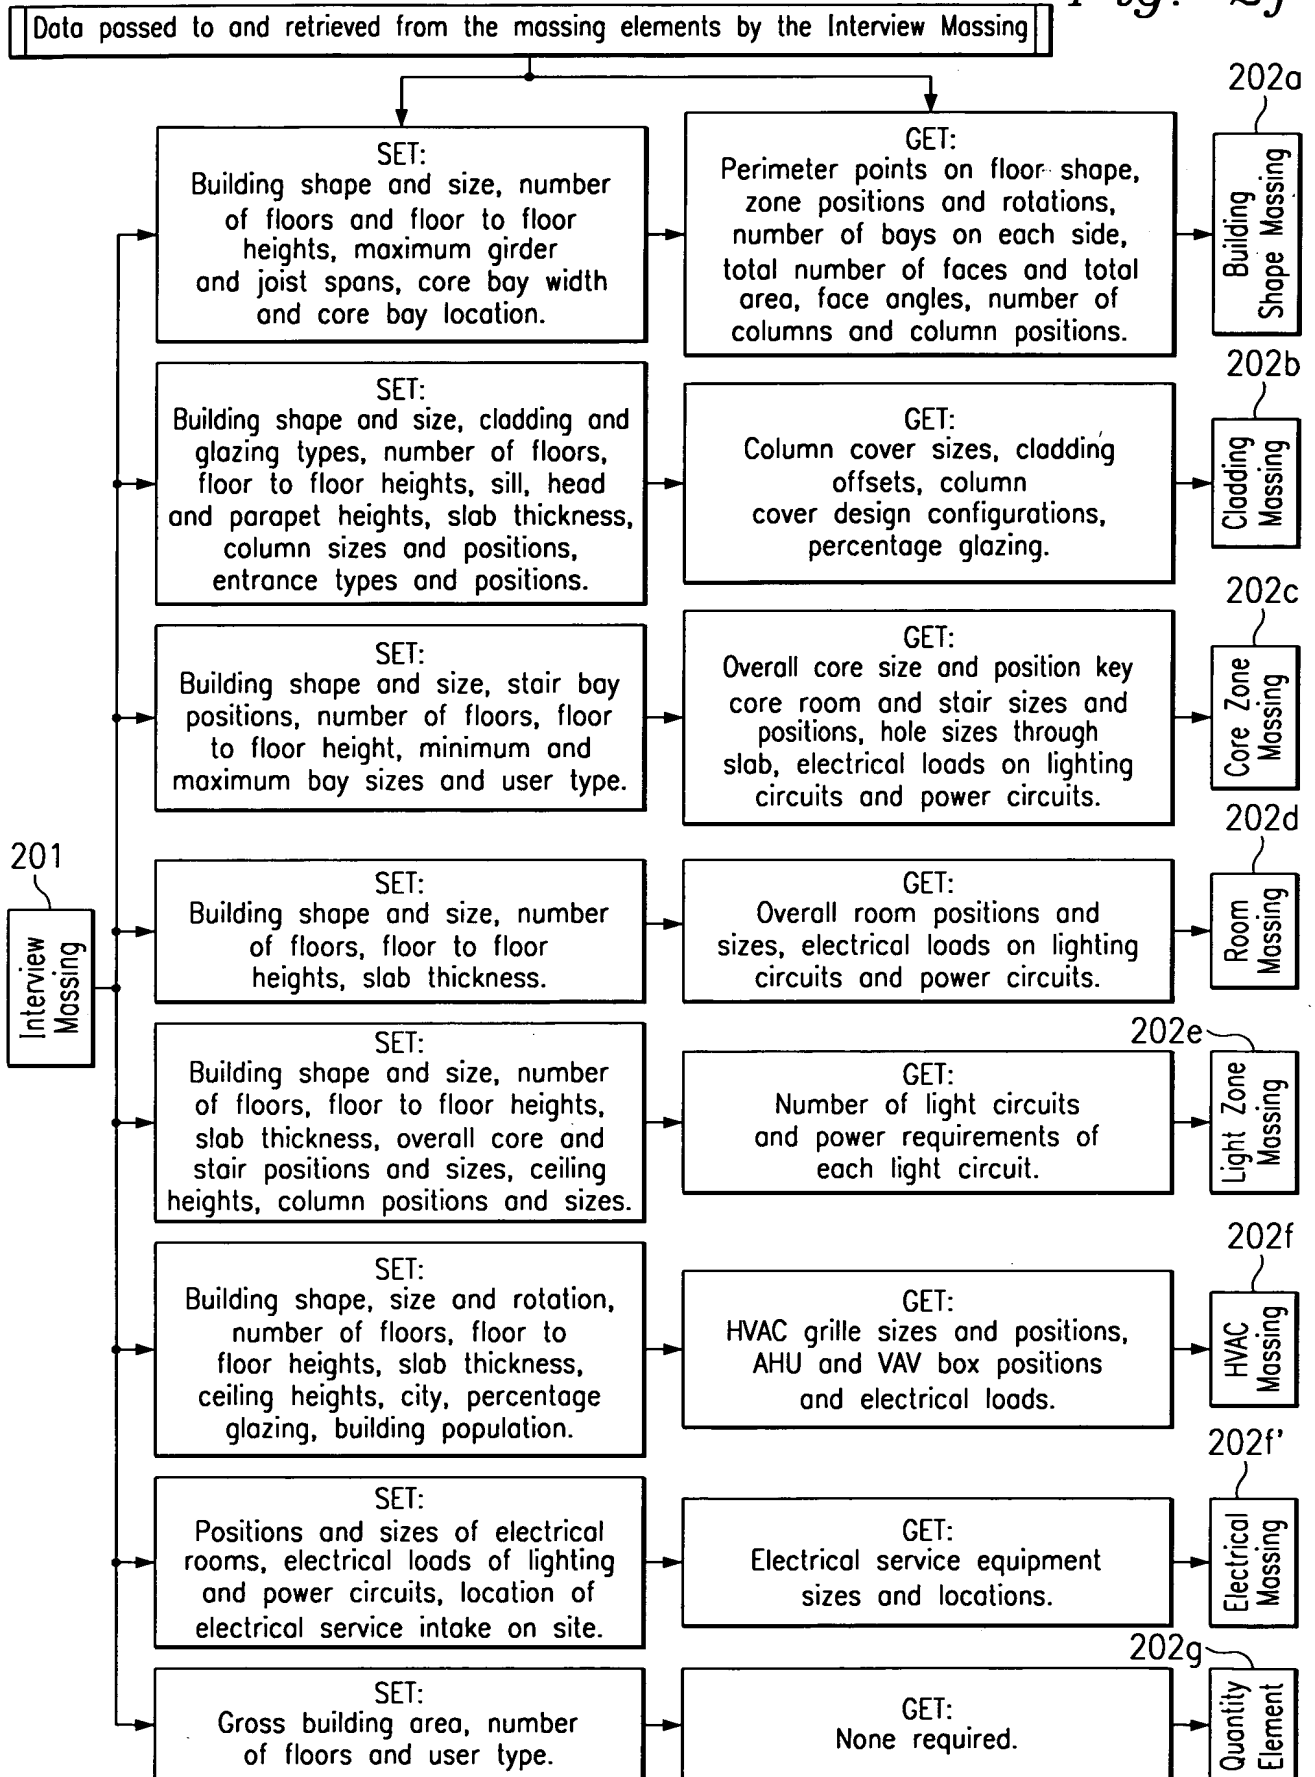 Fig. 2j
Data passed to and retrieved from the massing elements by the Interview Massing
202a
SET:
Building shape and size, number
of floors and floor to floor
heights, maximum girder
and joist spans, core bay width
and core bay location.
GET:
Perimeter points on floor shape,
zone positions and rotations,
number of bays on each side,
total number of faces and total
area, face angles, number of
columns and column positions.
Building
Shape Massing
202b
SET:
Building shape and size, cladding and
glazing types, number of floors,
floor to floor heights, sill, head
and parapet heights, slab thickness,
column sizes and positions,
entrance types and positions.
GET:
Column cover sizes, cladding
offsets, column
cover design configurations,
percentage glazing.
Cladding
Massing
202c
SET:
Building shape and size, stair bay
positions, number of floors, floor
to floor height, minimum and
maximum bay sizes and user type.
GET:
Overall core size and position key
core room and stair sizes and
positions, hole sizes through
slab, electrical loads on lighting
circuits and power circuits.
Core Zone
Massing
202d
201
Interview
Massing
SET:
Building shape and size, number
of floors, floor to floor
heights, slab thickness.
GET:
Overall room positions and
sizes, electrical loads on lighting
circuits and power circuits.
Room
Massing
202e
SET:
Building shape and size, number
of floors, floor to floor heights,
slab thickness, overall core and
stair positions and sizes, ceiling
heights, column positions and sizes.
GET:
Number of light circuits
and power requirements of
each light circuit.
Light Zone
Massing
202f
SET:
Building shape, size and rotation,
number of floors, floor to
floor heights, slab thickness,
ceiling heights, city, percentage
glazing, building population.
GET:
HVAC grille sizes and positions,
AHU and VAV box positions
and electrical loads.
HVAC
Massing
202f'
SET:
Positions and sizes of electrical
rooms, electrical loads of lighting
and power circuits, location of
electrical service intake on site.
GET:
Electrical service equipment
sizes and locations.
Electrical
Massing
202g
SET:
Gross building area, number
of floors and user type.
GET:
None required.
Quantity
Element